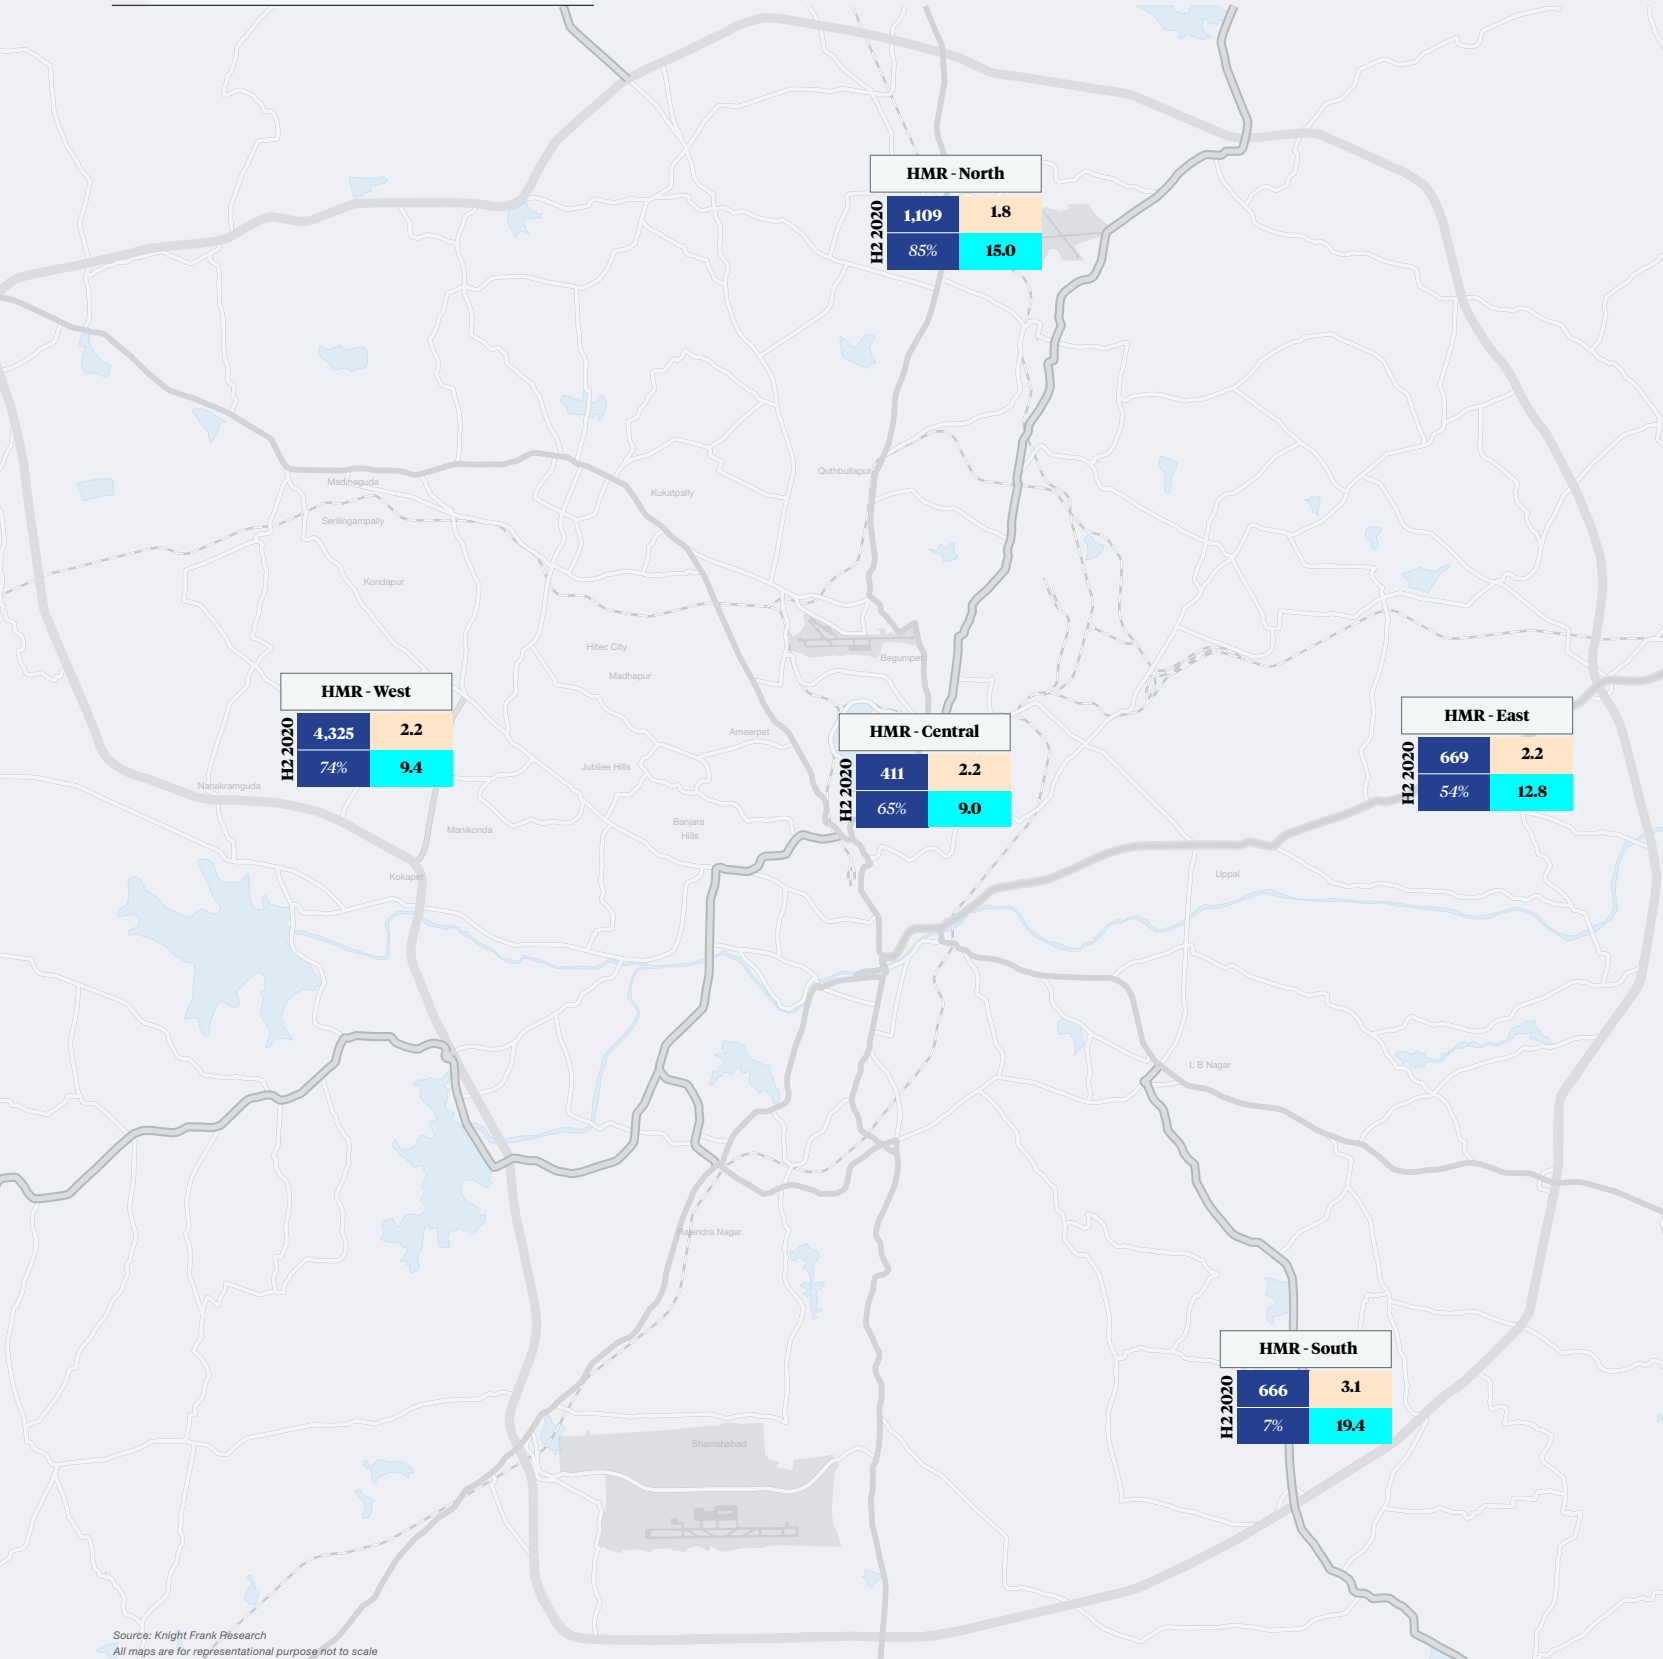 HMR - North
H2 2020
1,109
1.8
85%
15.0
Quthbullapur
Madinaguda
Kukatpally
Serilingampally
Kondapur
Hitec City
Begumpet
Madhapur
HMR - West
H2 2020
4,325
2.2
74%
9.4
HMR - Central
H2 2020
411
2.2
65%
9.0
HMR - East
H2 2020
669
2.2
54%
12.8
Ameerpet
Jubliee Hills
Nanakramguda
Manikonda
Banjara
Hills
Kokapet
Uppal
L B Nagar
Rajendra Nagar
HMR - South
H2 2020
666
3.1
7%
19.4
Shamshabad
Source: Knight Frank Research
All maps are for representational purpose not to scale